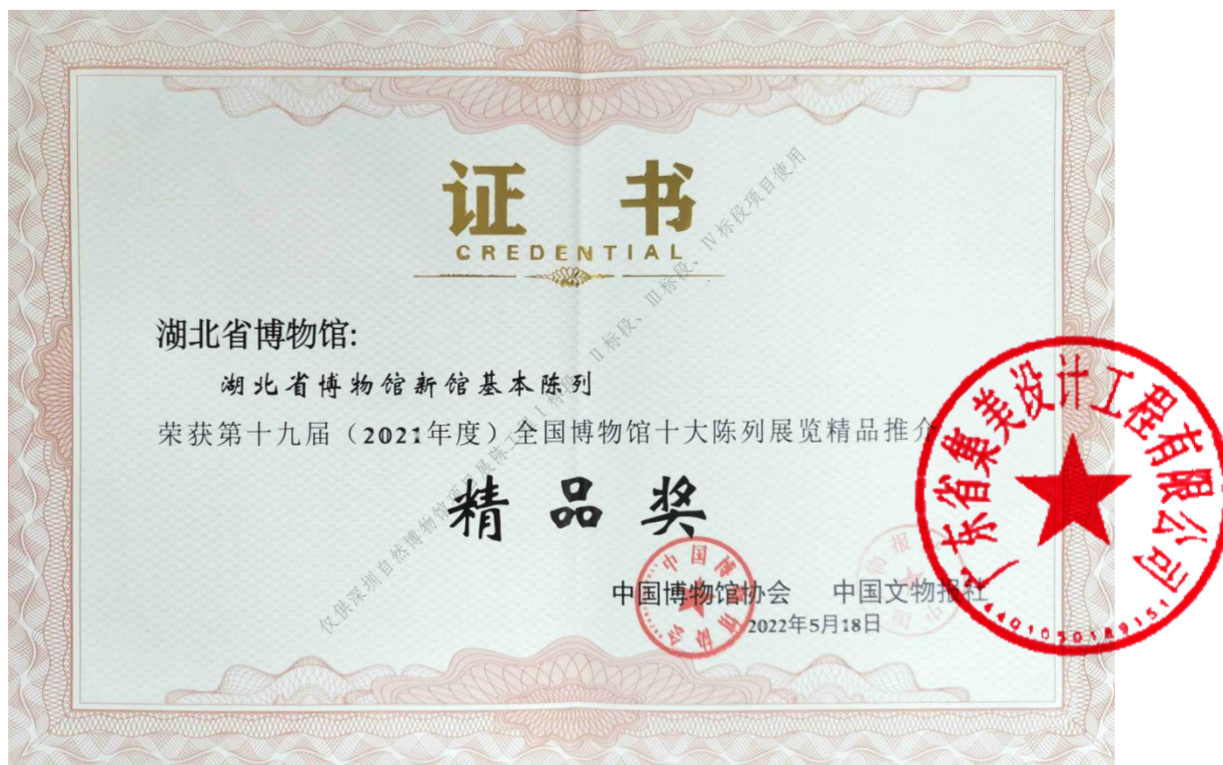 证 书
CREDENTIAL
湖北省博物馆:
湖北省博物馆新馆基本陈列
荣获第十九届（2021年度）全国博物馆十大陈列展览精品推介
精 品 奖
中国博物馆协会 中国文物报社
2022年5月18日
广东省集美设计工程有限公司